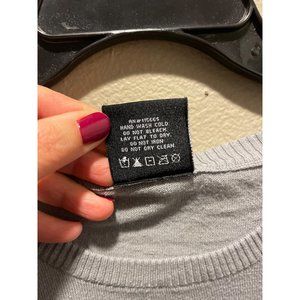 HAND WASH COLD.
DO NOT BLEACH.
LAY FLAT TO DRY.
DO NOT IRON
DO NOT DRY CLEAN.